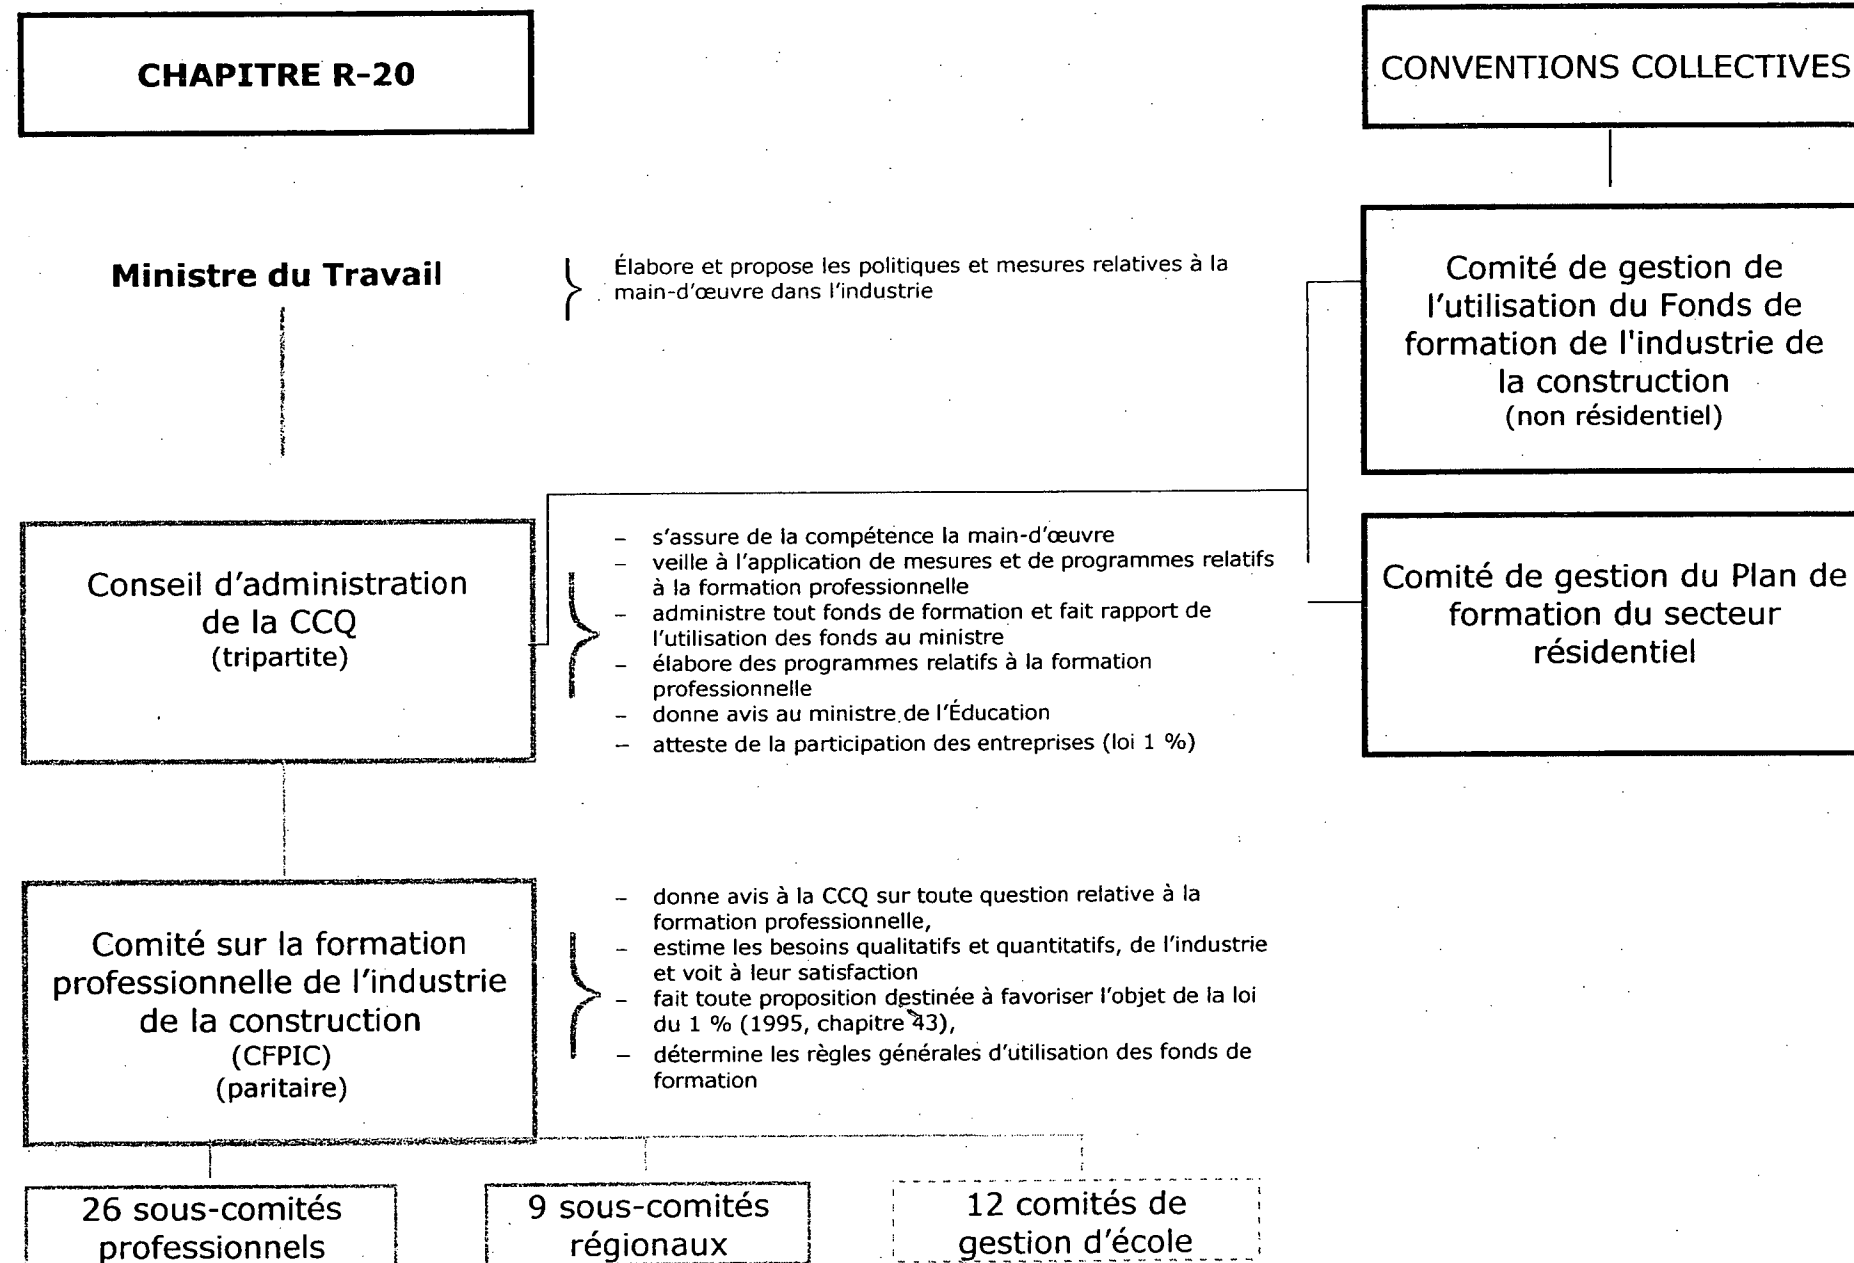 CHAPITRE R-20
CONVENTIONS COLLECTIVES
Ministre du Travail
Élabore et propose les politiques et mesures relatives à la
main-d'œuvre dans l'industrie
Comité de gestion de
l'utilisation du Fonds de
formation de l'industrie de
la construction
(non résidentiel)
Conseil d'administration
de la CCQ
(tripartite)
– s'assure de la compétence la main-d'œuvre
– veille à l'application de mesures et de programmes relatifs
à la formation professionnelle
– administre tout fonds de formation et fait rapport de
l'utilisation des fonds au ministre
– élabore des programmes relatifs à la formation
professionnelle
– donne avis au ministre de l'Éducation
– atteste de la participation des entreprises (loi 1 %)
Comité de gestion du Plan de
formation du secteur
résidentiel
Comité sur la formation
professionnelle de l'industrie
de la construction
(CFPIC)
(paritaire)
– donne avis à la CCQ sur toute question relative à la
formation professionnelle,
– estime les besoins qualitatifs et quantitatifs, de l'industrie
et voit à leur satisfaction
– fait toute proposition destinée à favoriser l'objet de la loi
du 1 % (1995, chapitre 43),
– détermine les règles générales d'utilisation des fonds de
formation
26 sous-comités
professionnels
9 sous-comités
régionaux
12 comités de
gestion d'école